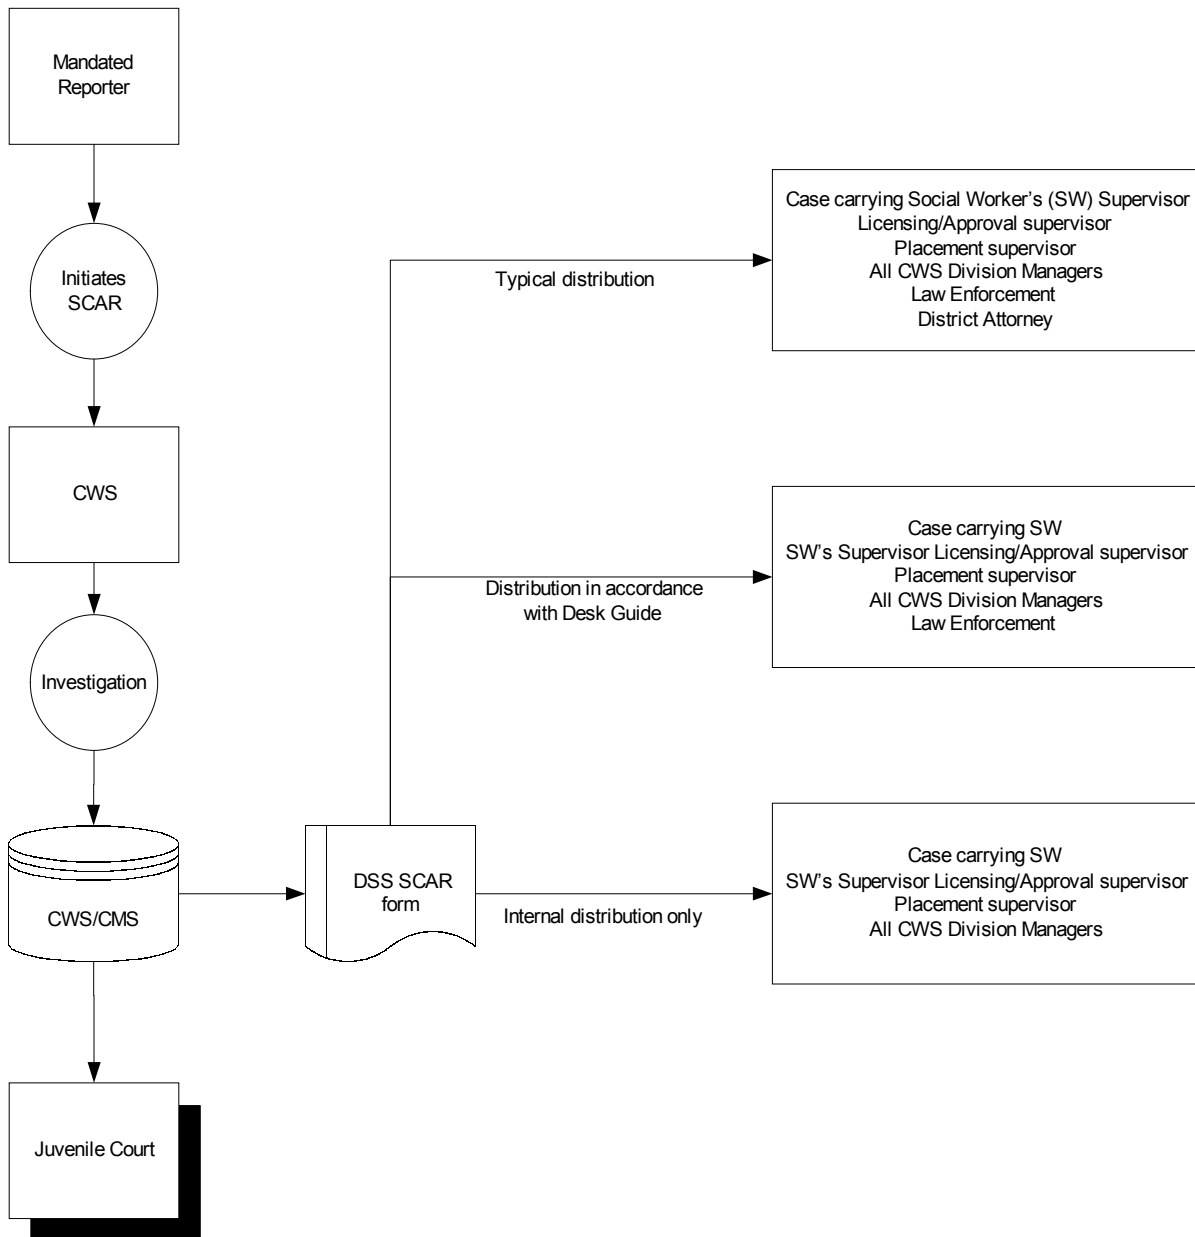 Mandated
Reporter
Initiates
SCAR
CWS
Investigation
CWS/CMS
Juvenile Court
DSS SCAR
form
Typical distribution
Distribution in accordance
with Desk Guide
Internal distribution only
Case carrying Social Worker’s (SW) Supervisor
Licensing/Approval supervisor
Placement supervisor
All CWS Division Managers
Law Enforcement
District Attorney
Case carrying SW
SW’s Supervisor Licensing/Approval supervisor
Placement supervisor
All CWS Division Managers
Law Enforcement
Case carrying SW
SW’s Supervisor Licensing/Approval supervisor
Placement supervisor
All CWS Division Managers